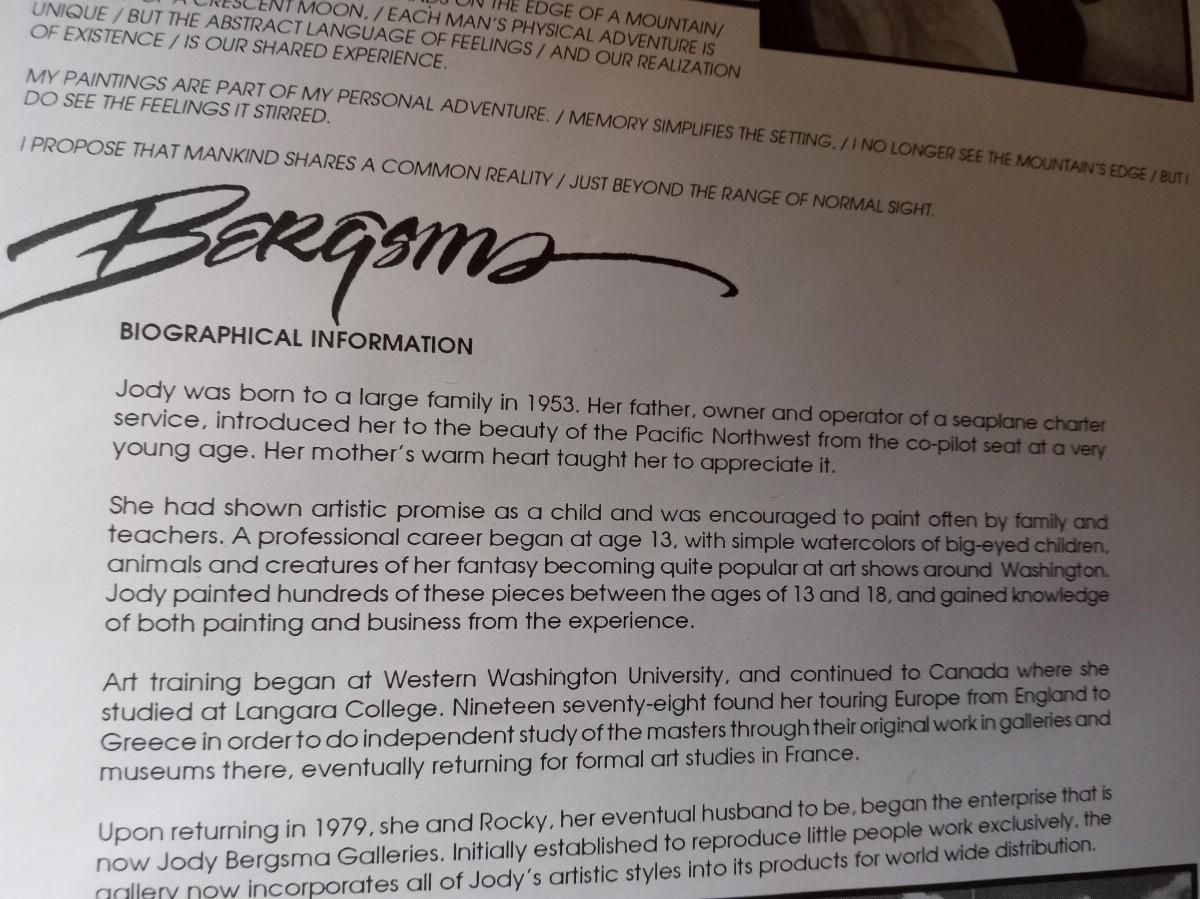 CRESCENT MOON. / EACH MAN'S PHYSICAL ADVENTURE IS
ON THE EDGE OF A MOUNTAIN/
UNIQUE / BUT THE ABSTRACT LANGUAGE OF FEELINGS / AND OUR REALIZATION
OF EXISTENCE / IS OUR SHARED EXPERIENCE.
MY PAINTINGS ARE PART OF MY PERSONAL ADVENTURE. / MEMORY SIMPLIFIES THE SETTING. / I NO LONGER SEE THE MOUNTAIN'S EDGE / BUT I
DO SEE THE FEELINGS IT STIRRED.
I PROPOSE THAT MANKIND SHARES A COMMON REALITY / JUST BEYOND THE RANGE OF NORMAL SIGHT.
Bergsma
BIOGRAPHICAL INFORMATION
Jody was born to a large family in 1953. Her father, owner and operator of a seaplane charter
service, introduced her to the beauty of the Pacific Northwest from the co-pilot seat at a very
young age. Her mother's warm heart taught her to appreciate it.
She had shown artistic promise as a child and was encouraged to paint often by family and
teachers. A professional career began at age 13, with simple watercolors of big-eyed children,
animals and creatures of her fantasy becoming quite popular at art shows around Washington.
Jody painted hundreds of these pieces between the ages of 13 and 18, and gained knowledge
of both painting and business from the experience.
Art training began at Western Washington University, and continued to Canada where she
studied at Langara College. Nineteen seventy-eight found her touring Europe from England to
Greece in order to do independent study of the masters through their original work in galleries and
museums there, eventually returning for formal art studies in France.
Upon returning in 1979, she and Rocky, her eventual husband to be, began the enterprise that is
now Jody Bergsma Galleries. Initially established to reproduce little people work exclusively, the
gallery now incorporates all of Jody's artistic styles into its products for world wide distribution.